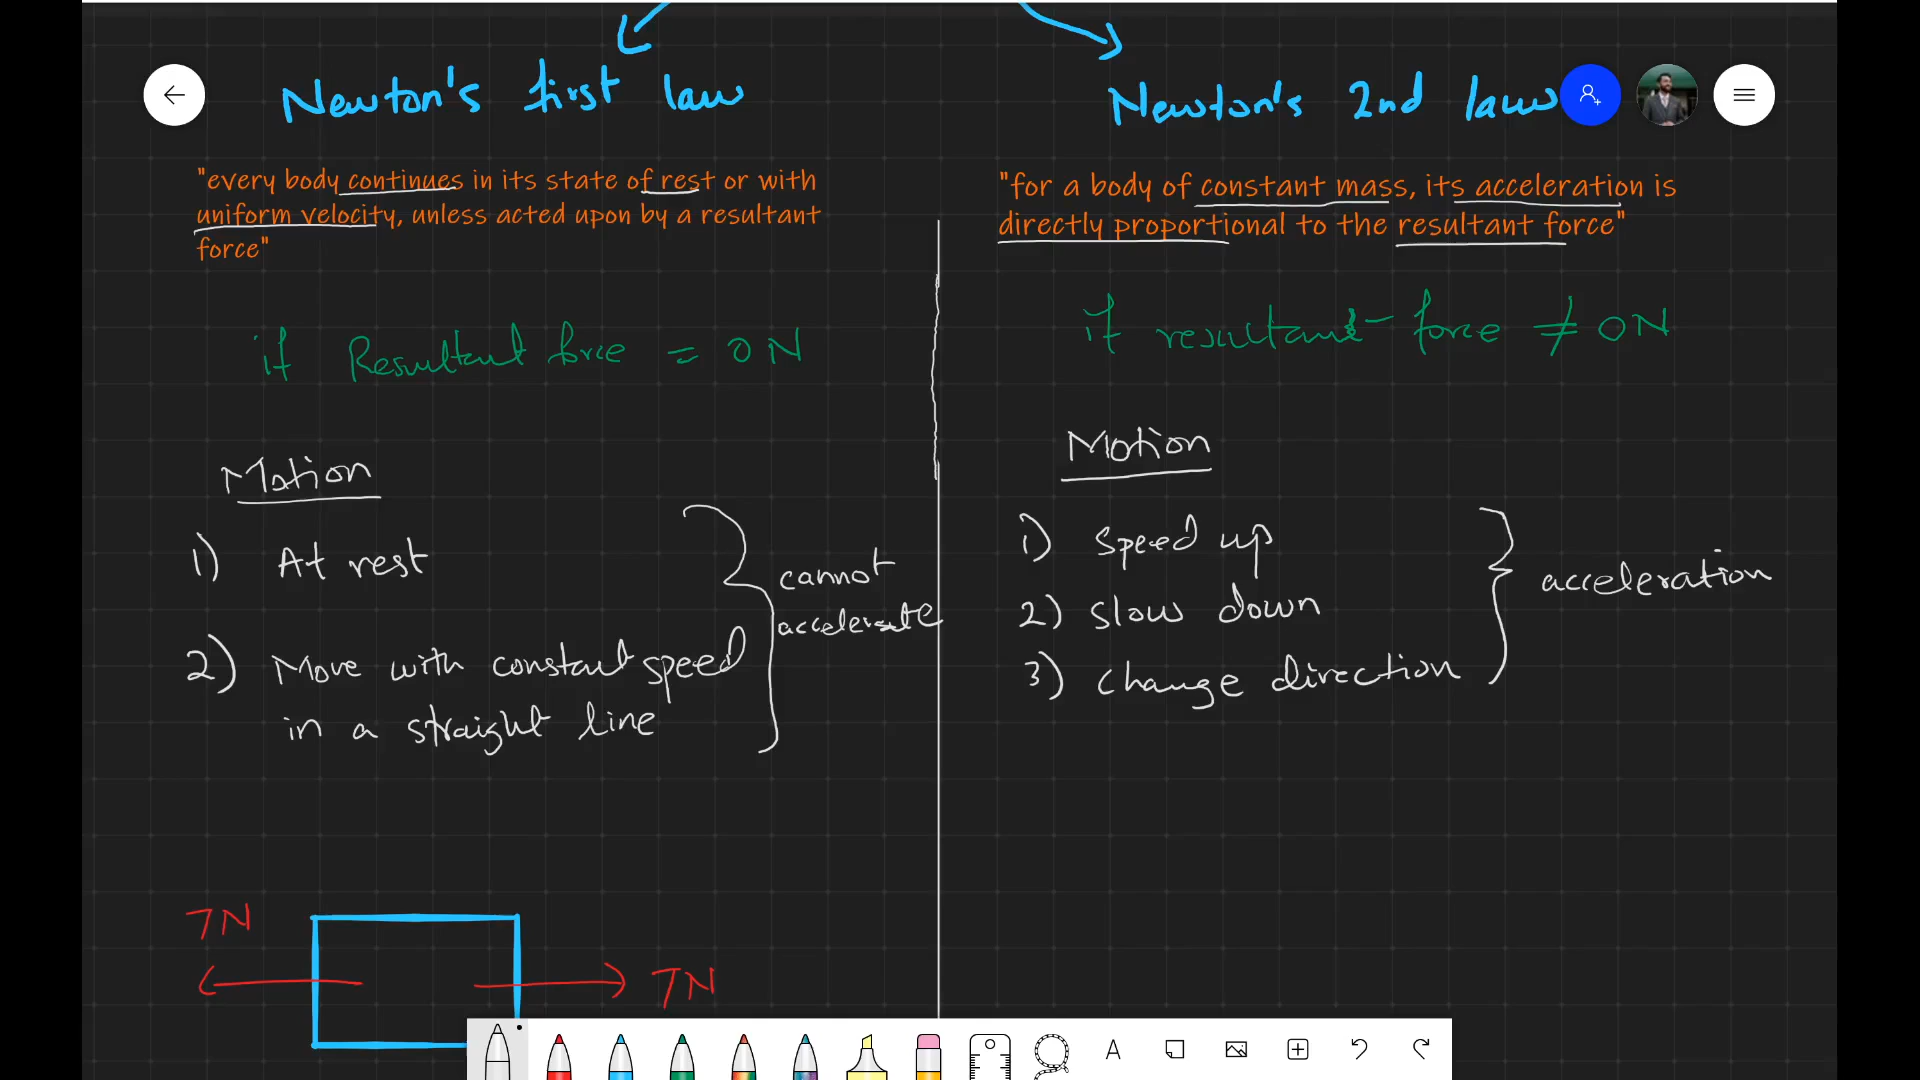 Newton's first law
"every body continues in its state of rest or with
uniform velocity, unless acted upon by a resultant
force"
if Resultant force = 0 N
Motion
1) At rest
2) Move with constant speed
in a straight line
cannot
accelerate
7N
7N
Newton's 2nd law
"for a body of constant mass, its acceleration is
directly proportional to the resultant force"
if resultant force ≠ 0 N
Motion
1) speed up
2) slow down
3) change direction
acceleration
A